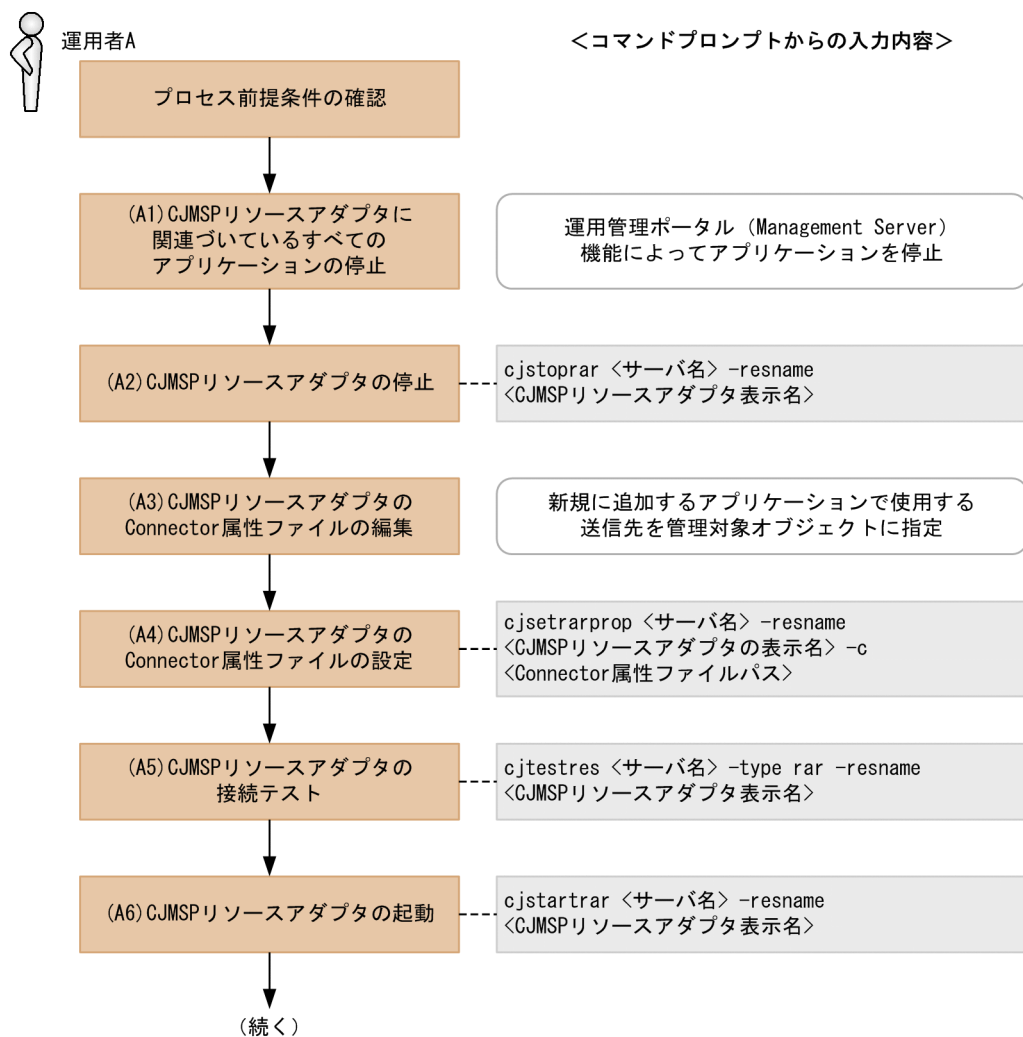 運用者A
<コマンドプロンプトからの入力内容>
プロセス前提条件の確認
(A1)CJMSPリソースアダプタに
関連づいているすべての
アプリケーションの停止
運用管理ポータル（Management Server）
機能によってアプリケーションを停止
(A2)CJMSPリソースアダプタの停止
cjstoprar <サーバ名> -resname
<CJMSPリソースアダプタ表示名>
(A3)CJMSPリソースアダプタの
Connector属性ファイルの編集
新規に追加するアプリケーションで使用する
送信先を管理対象オブジェクトに指定
(A4)CJMSPリソースアダプタの
Connector属性ファイルの設定
cjsetrarprop <サーバ名> -resname
<CJMSPリソースアダプタの表示名> -c
<Connector属性ファイルパス>
(A5)CJMSPリソースアダプタの
接続テスト
cjtestres <サーバ名> -type rar -resname
<CJMSPリソースアダプタ表示名>
(A6)CJMSPリソースアダプタの起動
cjstartrar <サーバ名> -resname
<CJMSPリソースアダプタ表示名>
(続く)